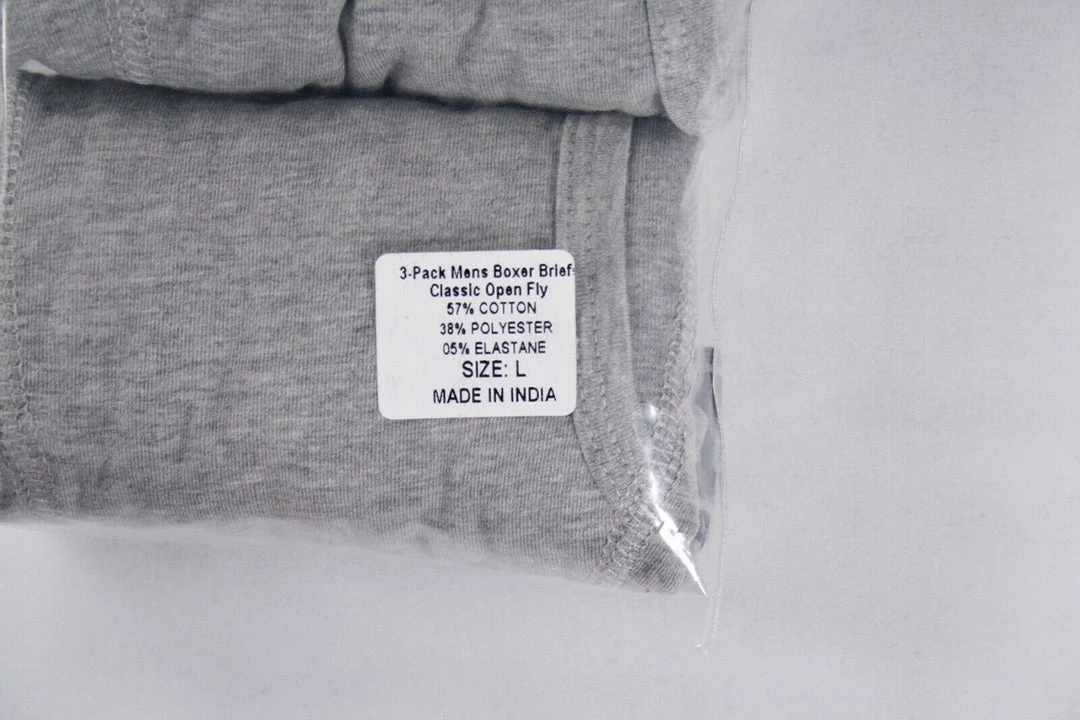 3-Pack Mens Boxer Brief
Classic Open Fly
57% COTTON
38% POLYESTER
05% ELASTANE
SIZE: L
MADE IN INDIA